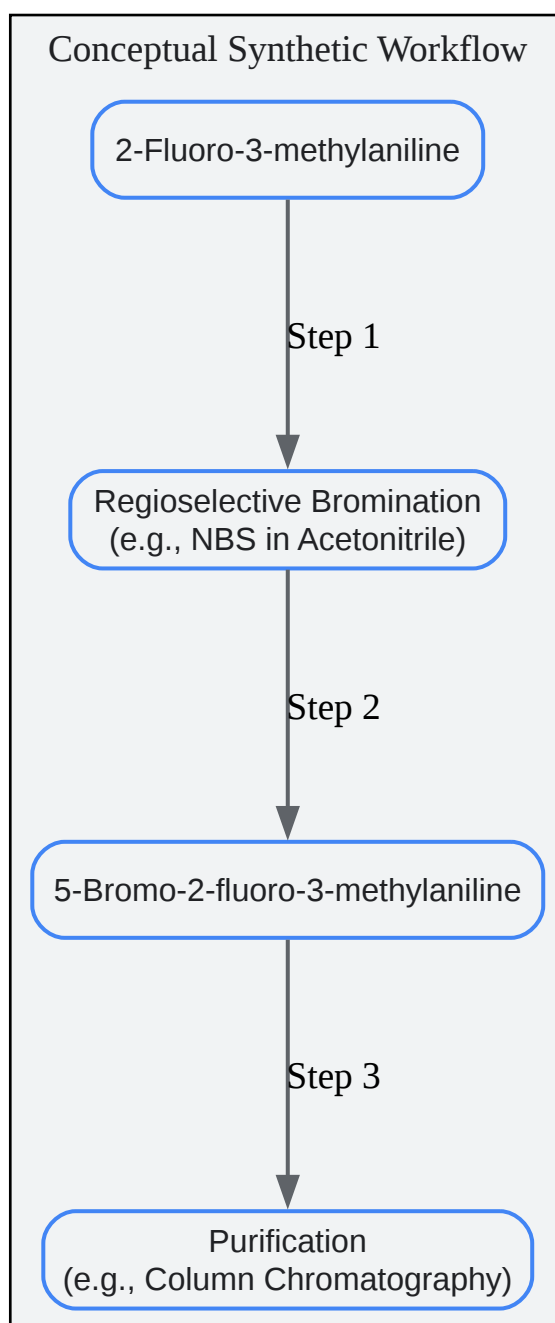 Conceptual Synthetic Workflow
2-Fluoro-3-methylaniline
Step 1
Regioselective Bromination
(e.g., NBS in Acetonitrile)
Step 2
5-Bromo-2-fluoro-3-methylaniline
Step 3
Purification
(e.g., Column Chromatography)